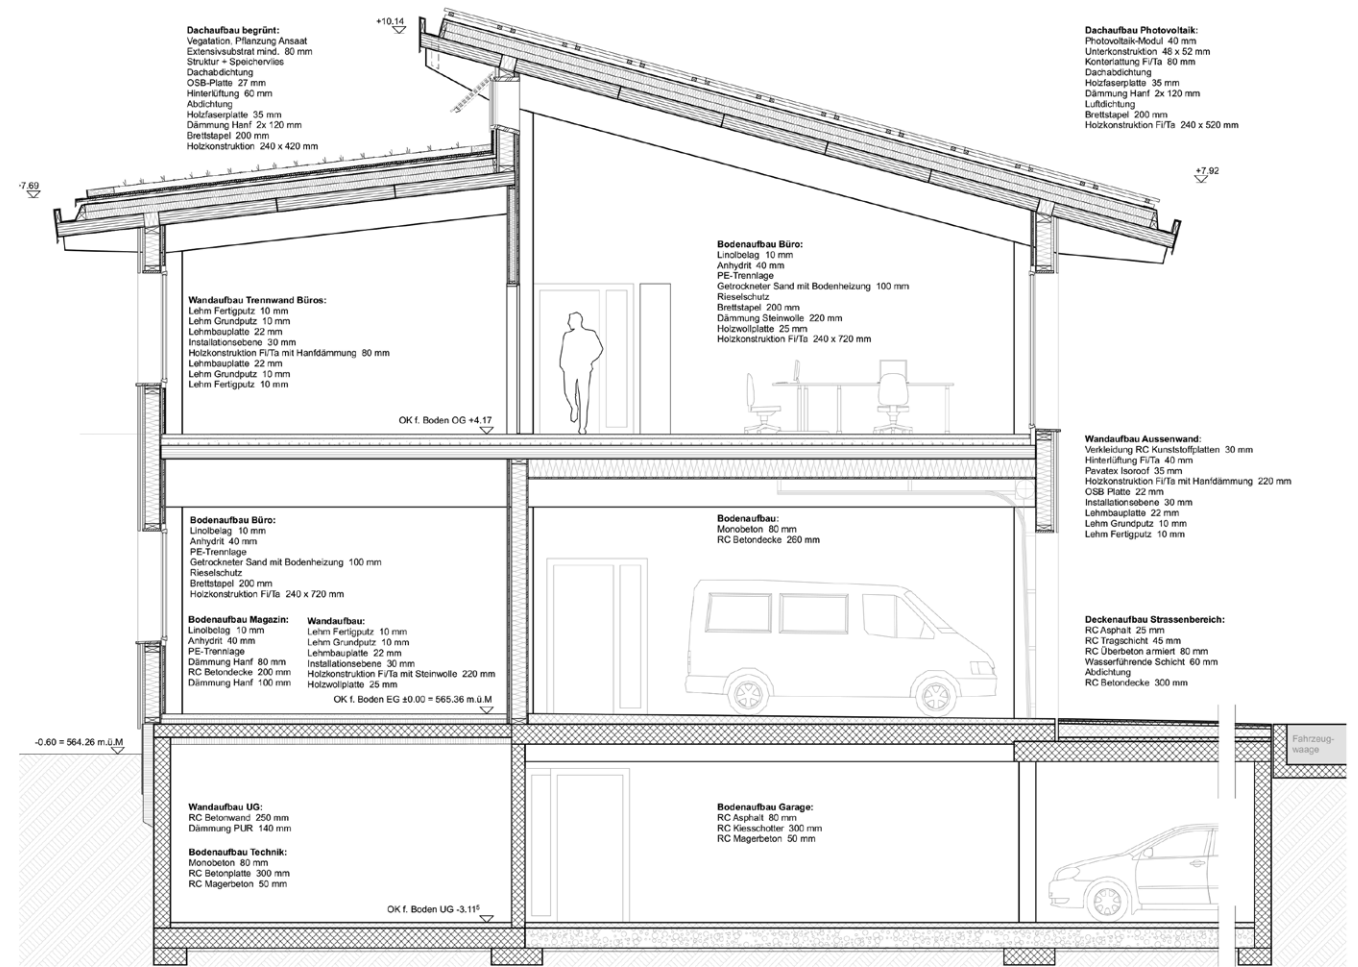 Dachaufbau begrünt:
Vegatation, Pflanzung Ansaat
Extensivsubstrat mind. 80 mm
Struktur + Speichervlies
Dachabdichtung
OSB-Platte 27 mm
Hinterlüftung 60 mm
Abdichtung
Holzfaserplatte 35 mm
Dämmung Hanf 2x 120 mm
Brettstapel 200 mm
Holzkonstruktion 240 x 420 mm
+10.14
Dachaufbau Photovoltaik:
Photovoltaik-Modul 40 mm
Unterkonstruktion 48 x 52 mm
Konterlattung Fi/Ta 80 mm
Dachabdichtung
Holzfaserplatte 35 mm
Dämmung Hanf 2x 120 mm
Luftdichtung
Brettstapel 200 mm
Holzkonstruktion Fi/Ta 240 x 520 mm
-7.69
+7.92
Wandaufbau Trennwand Büros:
Lehm Fertigputz 10 mm
Lehm Grundputz 10 mm
Lehmbauplatte 22 mm
Installationsebene 30 mm
Holzkonstruktion Fi/Ta mit Hanfdämmung 80 mm
Lehmbauplatte 22 mm
Lehm Grundputz 10 mm
Lehm Fertigputz 10 mm
Bodenaufbau Büro:
Linolbelag 10 mm
Anhydrit 40 mm
PE-Trennlage
Getrockneter Sand mit Bodenheizung 100 mm
Rieselschutz
Brettstapel 200 mm
Dämmung Steinwolle 220 mm
Holzwollplatte 25 mm
Holzkonstruktion Fi/Ta 240 x 720 mm
OK f. Boden OG +4.17
Wandaufbau Aussenwand:
Verkleidung RC Kunststoffplatten 30 mm
Hinterlüftung Fi/Ta 40 mm
Pavatex Isoroof 35 mm
Holzkonstruktion Fi/Ta mit Hanfdämmung 220 mm
OSB Platte 22 mm
Installationsebene 30 mm
Lehmbauplatte 22 mm
Lehm Grundputz 10 mm
Lehm Fertigputz 10 mm
Bodenaufbau Büro:
Linolbelag 10 mm
Anhydrit 40 mm
PE-Trennlage
Getrockneter Sand mit Bodenheizung 100 mm
Rieselschutz
Brettstapel 200 mm
Holzkonstruktion Fi/Ta 240 x 720 mm
Bodenaufbau:
Monobeton 80 mm
RC Betondecke 260 mm
Bodenaufbau Magazin:
Linolbelag 10 mm
Anhydrit 40 mm
PE-Trennlage
Dämmung Hanf 80 mm
RC Betondecke 200 mm
Dämmung Hanf 100 mm
Wandaufbau:
Lehm Fertigputz 10 mm
Lehm Grundputz 10 mm
Lehmbauplatte 22 mm
Installationsebene 30 mm
Holzkonstruktion Fi/Ta mit Steinwolle 220 mm
Holzwollplatte 25 mm
OK f. Boden EG ±0.00 = 565.36 m.ü.M
Deckenaufbau Strassenbereich:
RC Asphalt 25 mm
RC Tragschicht 45 mm
RC Überbeton armiert 80 mm
Wasserführende Schicht 60 mm
Abdichtung
RC Betondecke 300 mm
-0.60 = 564.26 m.ü.M
Fahrzeug-
waage
Wandaufbau UG:
RC Betonwand 250 mm
Dämmung PUR 140 mm
Bodenaufbau Technik:
Monobeton 80 mm
RC Betonplatte 300 mm
RC Magerbeton 50 mm
Bodenaufbau Garage:
RC Asphalt 80 mm
RC Kiesschotter 300 mm
RC Magerbeton 50 mm
OK f. Boden UG -3.11⁵